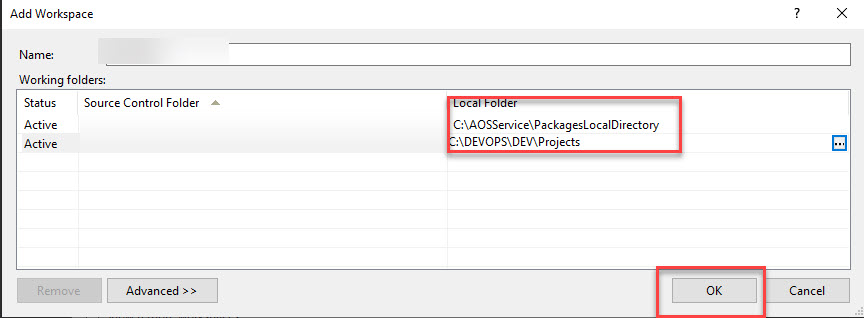 Add Workspace ? ×
Name:
Working folders:
Status Source Control Folder Local Folder
Active C:\AOSService\PackagesLocalDirectory
Active C:\DEVOPS\DEV\Projects ...
Remove Advanced >> OK Cancel